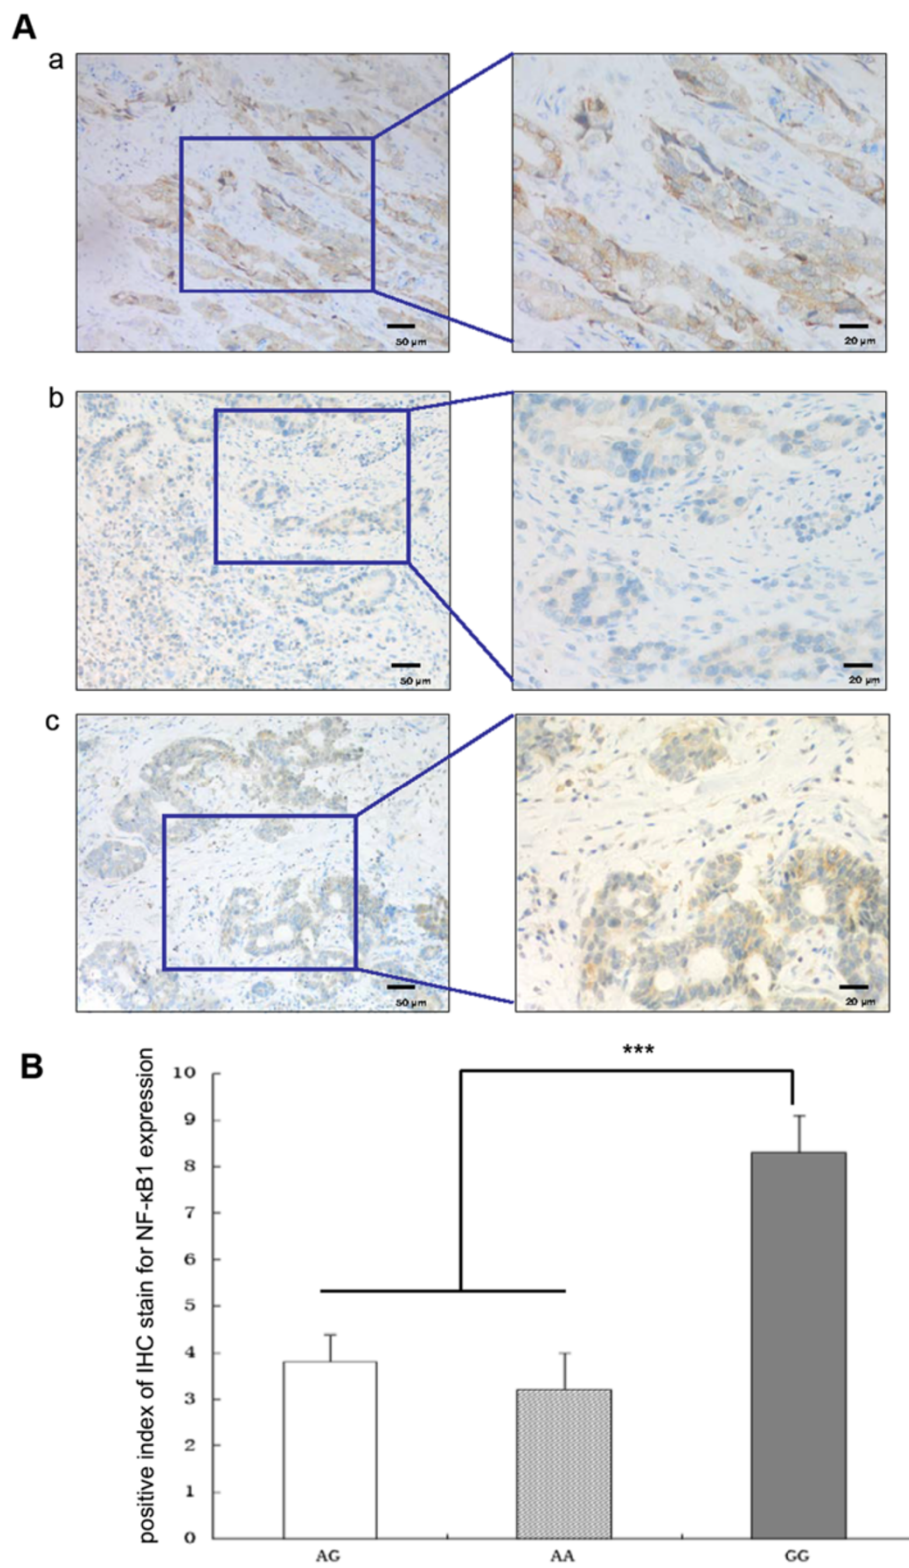 A
a
50 µm
20 µm
b
50 µm
20 µm
c
50 µm
20 µm
B
positive index of IHC stain for NF-κB1 expression
***
10
9
8
7
6
5
4
3
2
1
0
AG AA GG